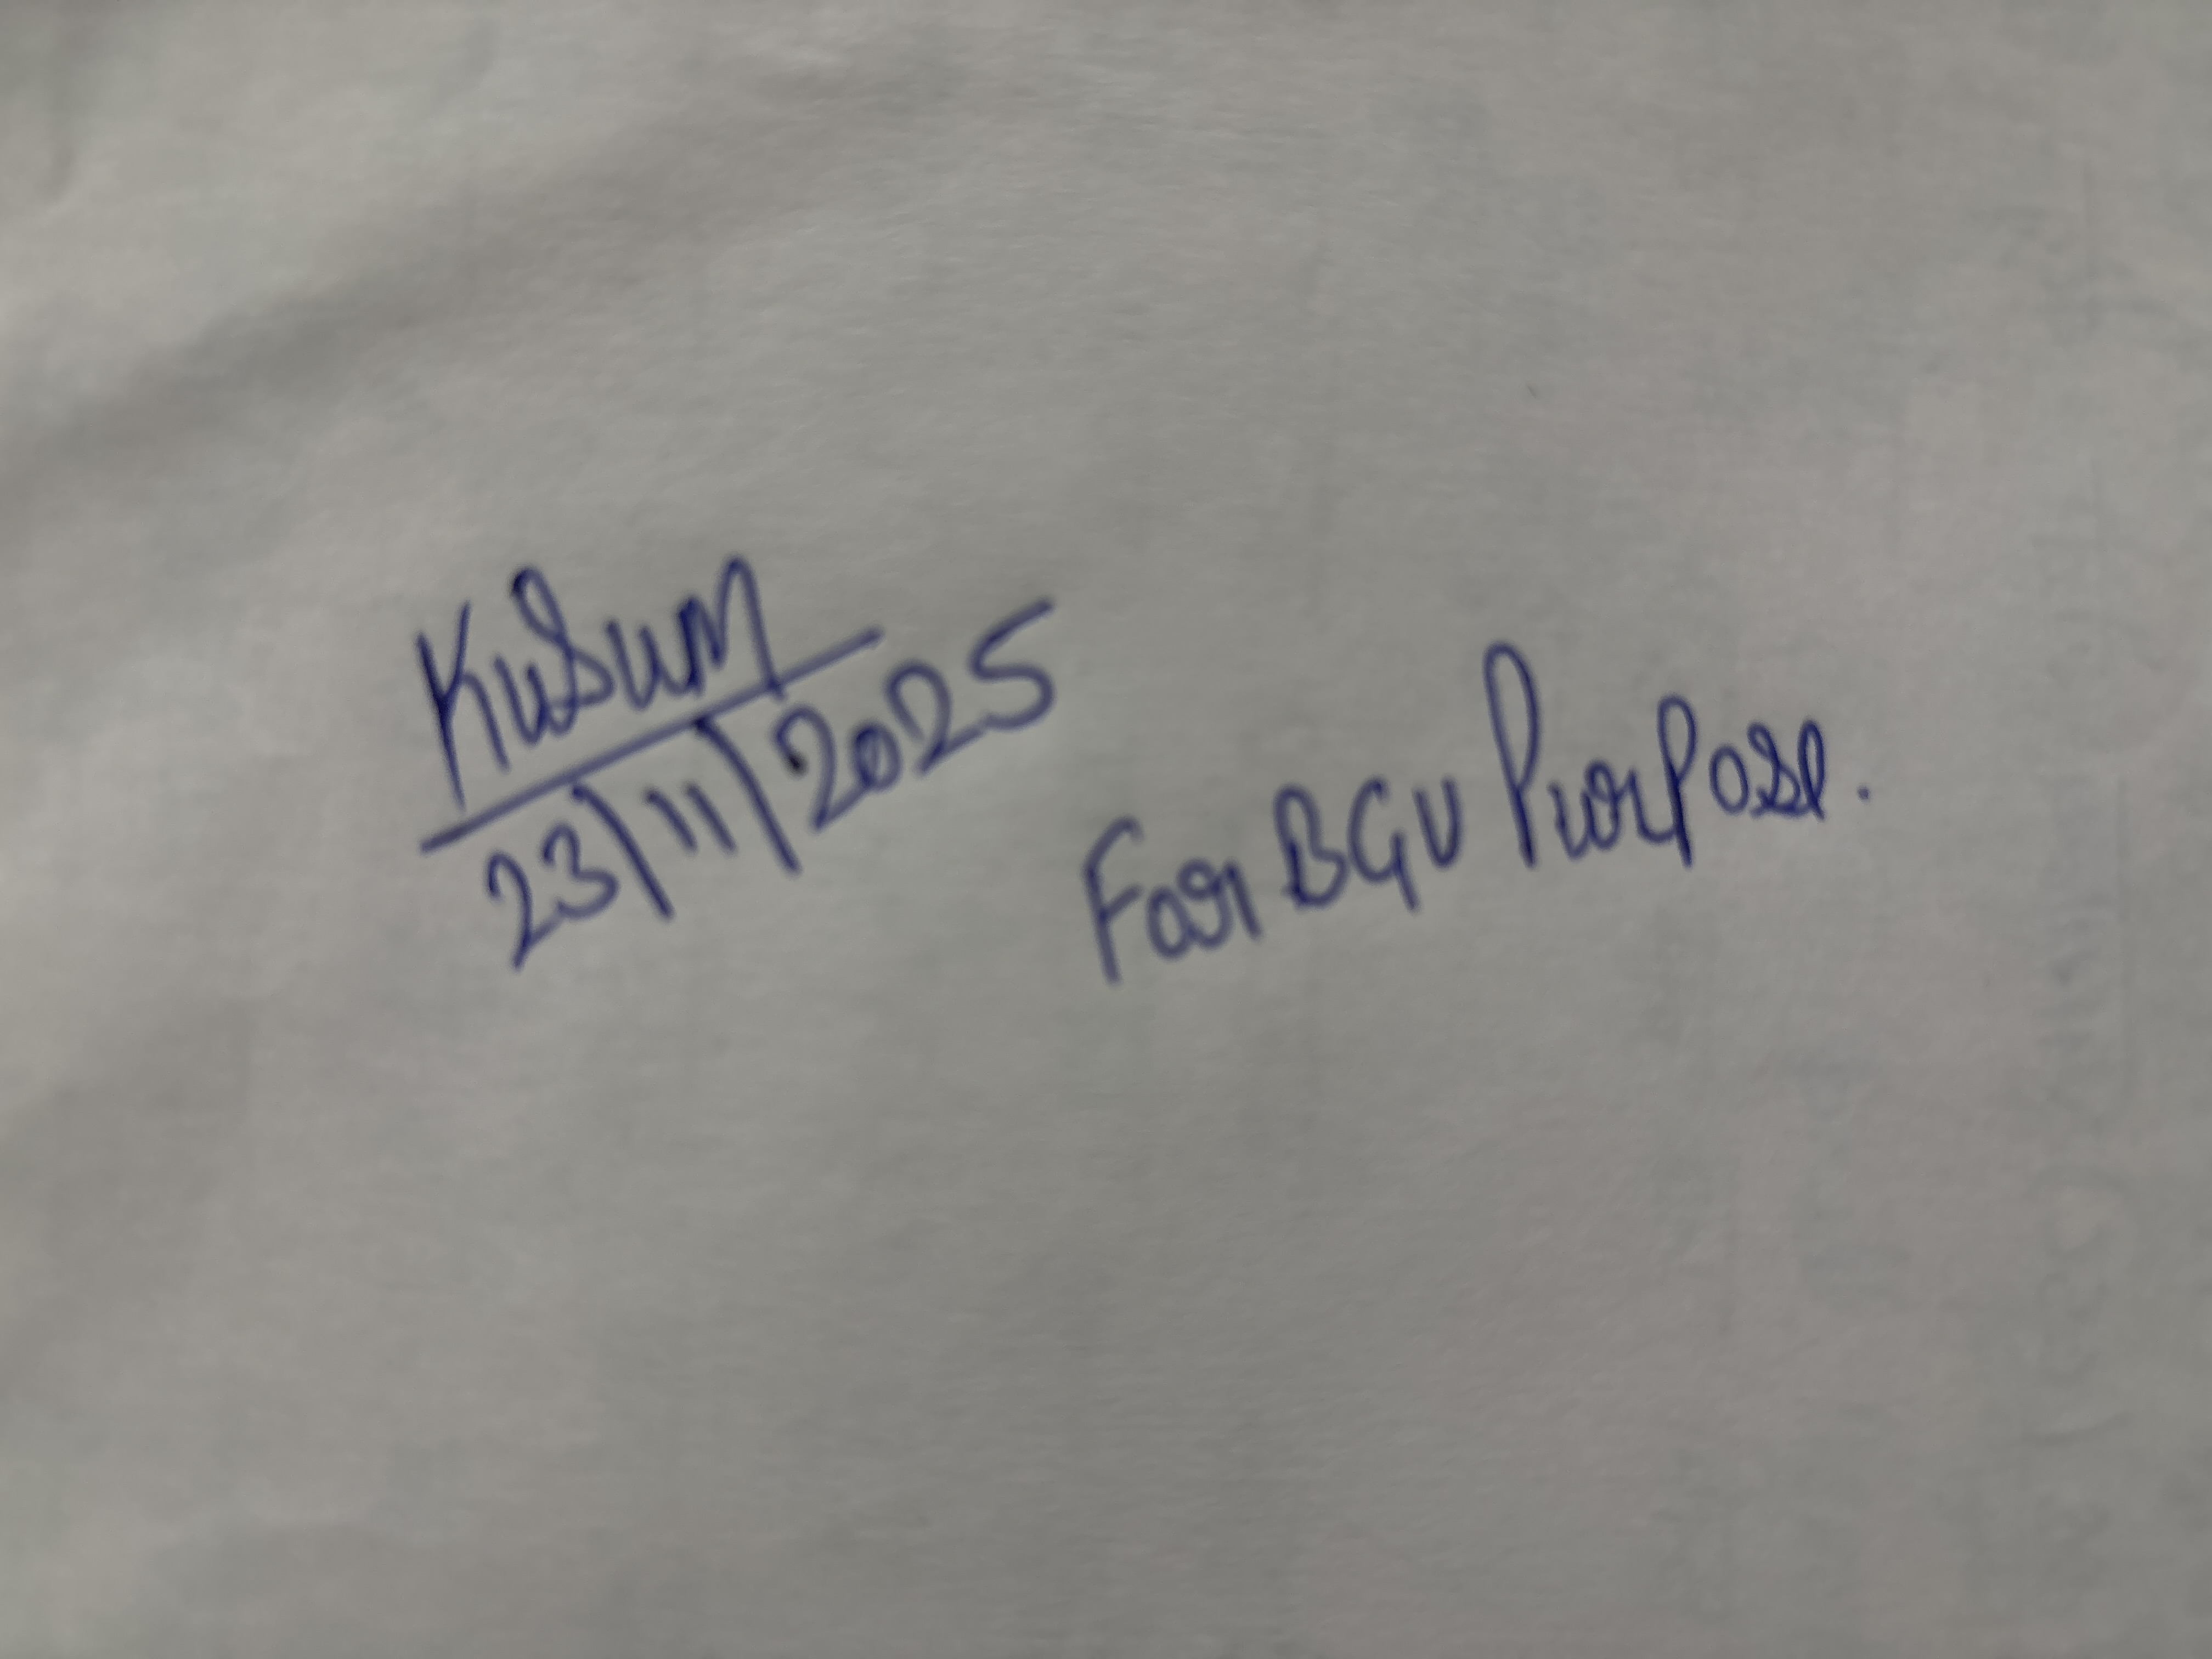 Kusum
23/11/2025
For BGV Purpose.